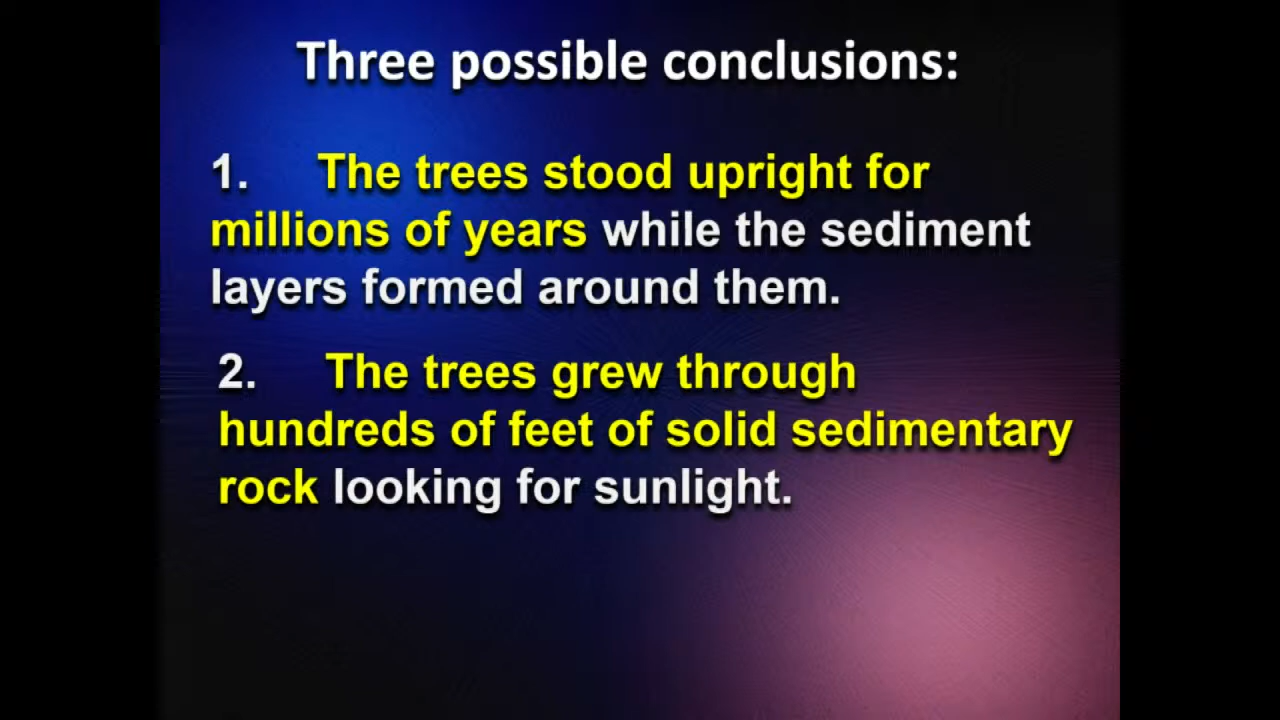 Three possible conclusions:
1. The trees stood upright for
millions of years while the sediment
layers formed around them.
2. The trees grew through
hundreds of feet of solid sedimentary
rock looking for sunlight.